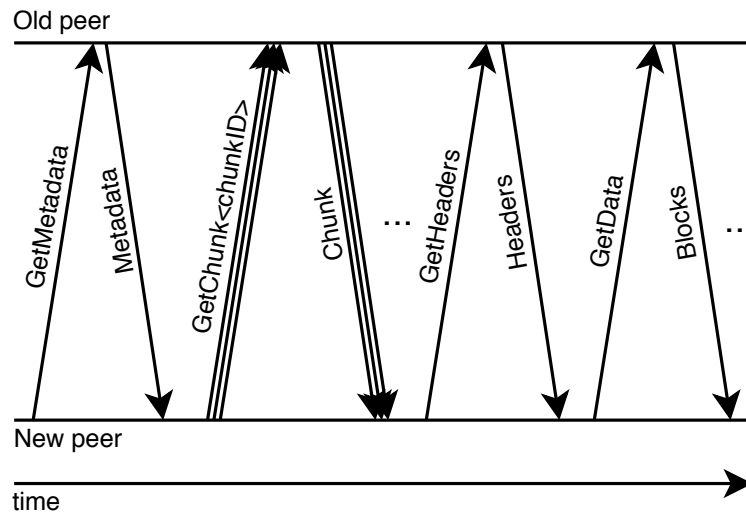 Old peer
GetMetadata
Metadata
GetChunk<chunkID>
Chunk
...
GetHeaders
Headers
GetData
Blocks
..
New peer
time